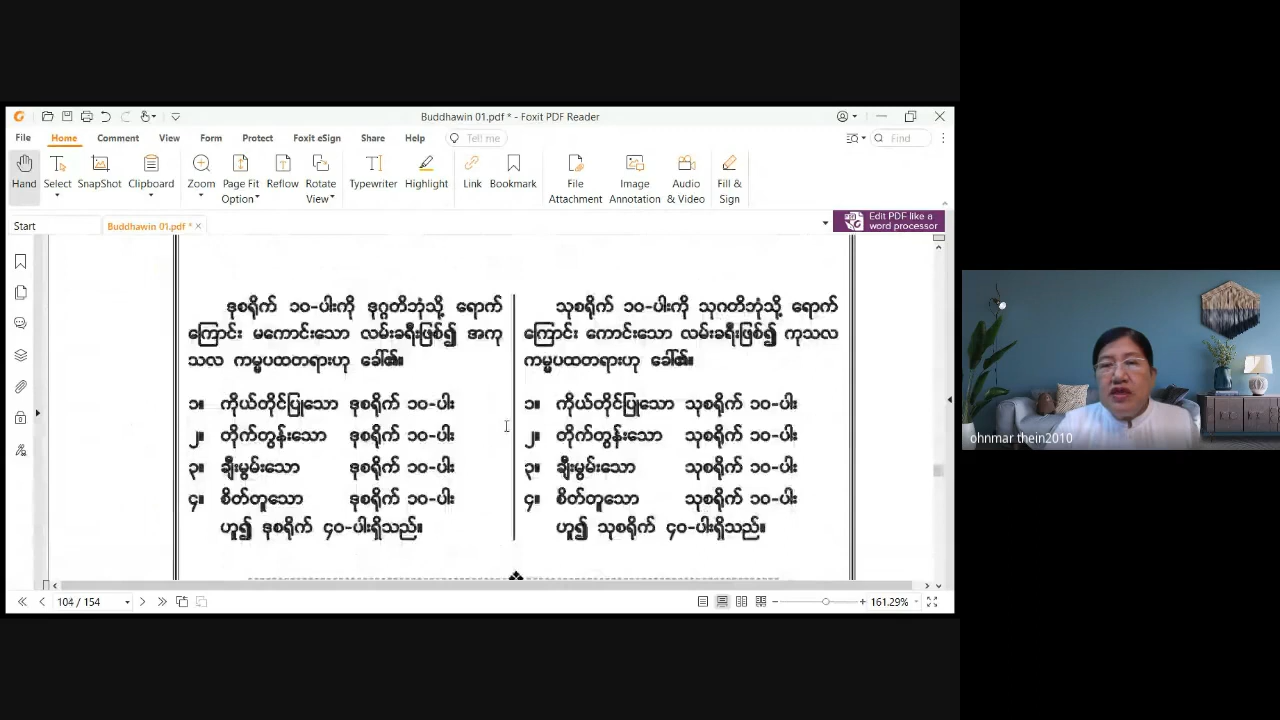 Buddhawin 01.pdf * - Foxit PDF Reader
File Home Comment View Form Protect Foxit eSign Share Help Tell me Find
Hand Select SnapShot Clipboard Zoom Page Fit Option Reflow Rotate View Typewriter Highlight Link Bookmark File Attachment Image Annotation Audio & Video Fill & Sign
Start Buddhawin 01.pdf * Edit PDF like a word processor
ဒုစရိုက် ၁၀-ပါးကို ဒုဂ္ဂတိဘုံသို့ ရောက်
ကြောင်း မကောင်းသော လမ်းခရီးဖြစ်၍ အကု
သလ ကမ္မပထတရားဟု ခေါ်၏။
၁။ ကိုယ်တိုင်ပြုသော ဒုစရိုက် ၁၀-ပါး
၂။ တိုက်တွန်းသော ဒုစရိုက် ၁၀-ပါး
၃။ ချီးမွမ်းသော ဒုစရိုက် ၁၀-ပါး
၄။ စိတ်တူသော ဒုစရိုက် ၁၀-ပါး
ဟူ၍ ဒုစရိုက် ၄၀-ပါးရှိသည်။
သုစရိုက် ၁၀-ပါးကို သုဂတိဘုံသို့ ရောက်
ကြောင်း ကောင်းသော လမ်းခရီးဖြစ်၍ ကုသလ
ကမ္မပထတရားဟု ခေါ်၏။
၁။ ကိုယ်တိုင်ပြုသော သုစရိုက် ၁၀-ပါး
၂။ တိုက်တွန်းသော သုစရိုက် ၁၀-ပါး
၃။ ချီးမွမ်းသော သုစရိုက် ၁၀-ပါး
၄။ စိတ်တူသော သုစရိုက် ၁၀-ပါး
ဟူ၍ သုစရိုက် ၄၀-ပါးရှိသည်။
104 / 154 161.29%
ohnmar thein2010